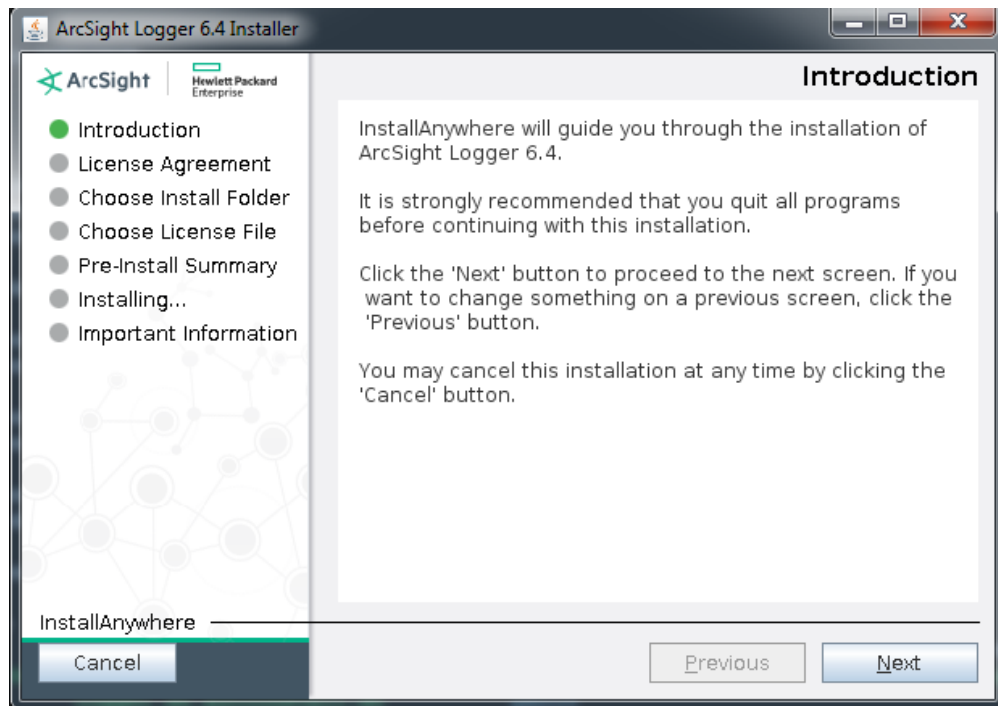 ArcSight Logger 6.4 Installer
ArcSight
Hewlett Packard
Enterprise
Introduction
License Agreement
Choose Install Folder
Choose License File
Pre-Install Summary
Installing...
Important Information
Introduction
InstallAnywhere will guide you through the installation of
ArcSight Logger 6.4.
It is strongly recommended that you quit all programs
before continuing with this installation.
Click the 'Next' button to proceed to the next screen. If you
want to change something on a previous screen, click the
'Previous' button.
You may cancel this installation at any time by clicking the
'Cancel' button.
InstallAnywhere
Cancel
Previous
Next